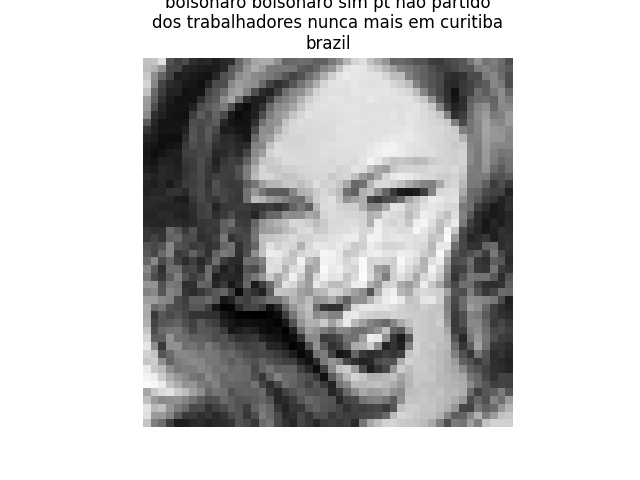 bolsonaro bolsonaro sim pt não partido
dos trabalhadores nunca mais em curitiba
brazil